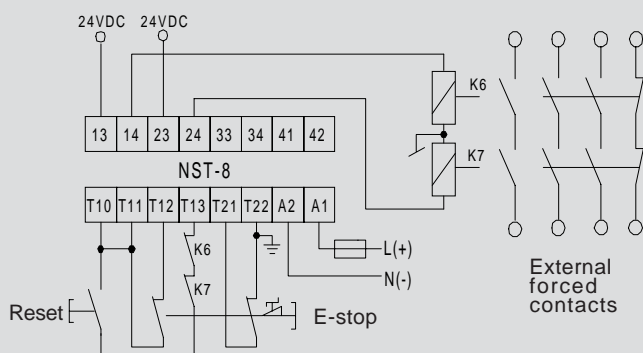 24VDC 24VDC
K6
13 14 23 24 33 34 41 42
K7
NST-8
T10 T11 T12 T13 T21 T22 A2 A1
K6
L(+)
N(-)
K7
External
forced
contacts
Reset
E-stop